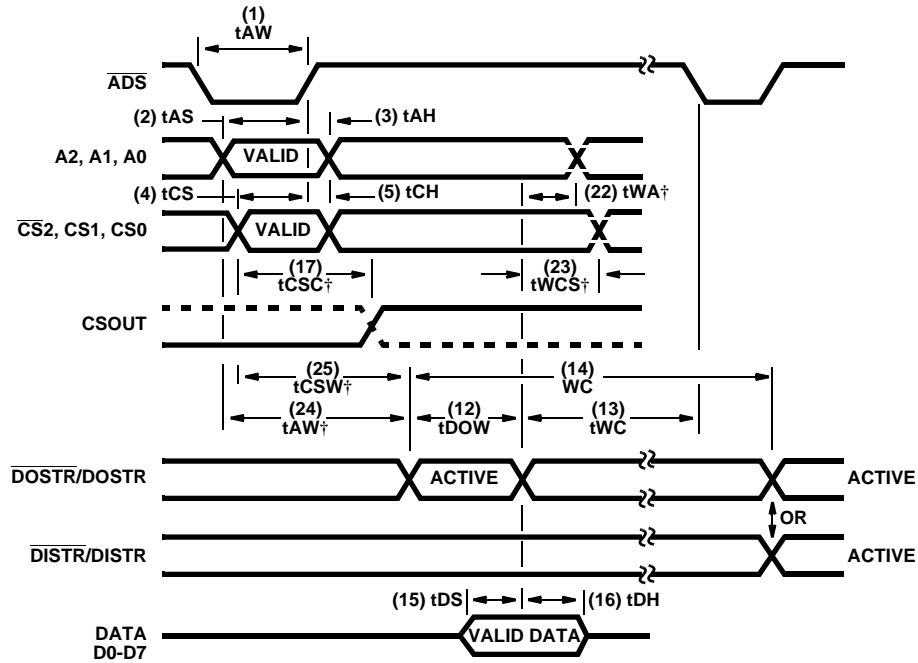 (1)
tAW
ADS
(2) tAS
(3) tAH
A2, A1, A0
VALID
(4) tCS
(5) tCH
(22) tWA†
CS2, CS1, CS0
VALID
(17)
tCSC†
(23)
tWCS†
CSOUT
(25)
tCSW†
(14)
WC
(24)
tAW†
(12)
tDOW
(13)
tWC
DOSTR/DOSTR
ACTIVE
ACTIVE
OR
DISTR/DISTR
ACTIVE
(15) tDS
(16) tDH
DATA
D0-D7
VALID DATA